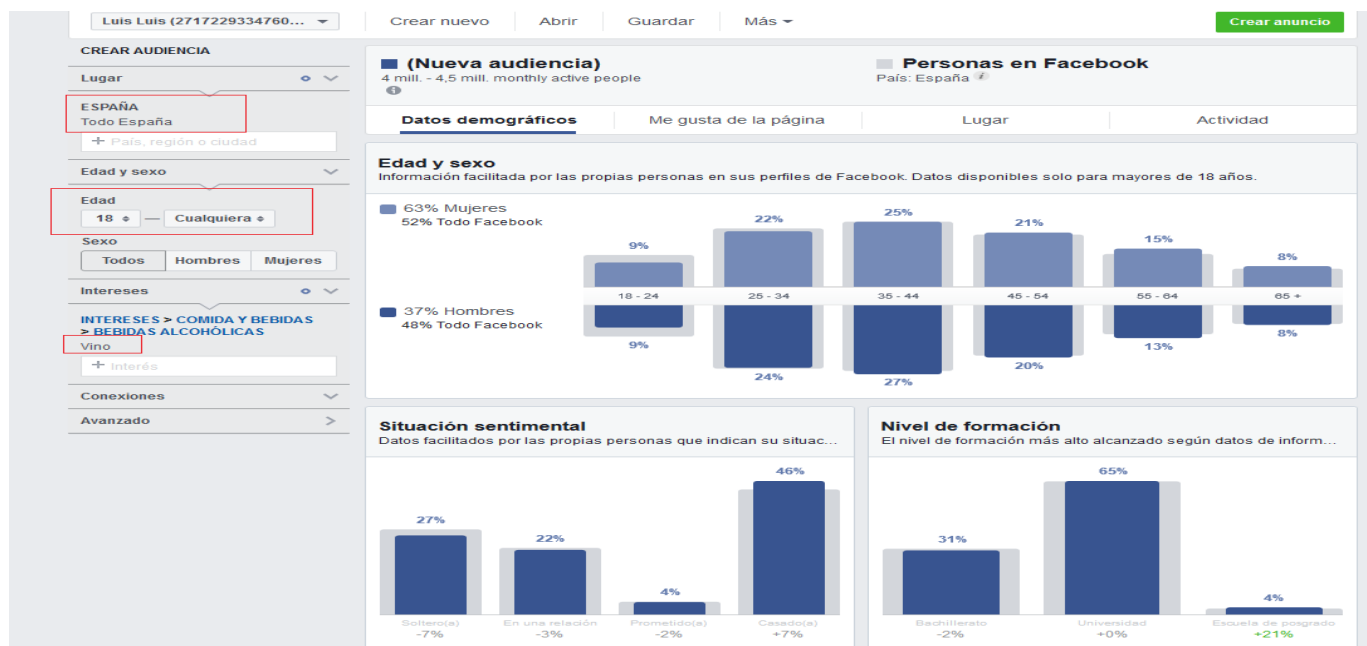 Luis Luis (2717229334760...
Crear nuevo
Abrir
Guardar
Más
Crear anuncio
CREAR AUDIENCIA
Lugar
ESPAÑA
Todo España
País, región o ciudad
Edad y sexo
Edad
18 — Cualquiera
Sexo
Todos Hombres Mujeres
Intereses
INTERESES > COMIDA Y BEBIDAS
> BEBIDAS ALCOHÓLICAS
Vino
Interés
Conexiones
Avanzado
(Nueva audiencia)
4 mill. - 4,5 mill. monthly active people
Personas en Facebook
País: España
Datos demográficos
Me gusta de la página
Lugar
Actividad
Edad y sexo
Información facilitada por las propias personas en sus perfiles de Facebook. Datos disponibles solo para mayores de 18 años.
63% Mujeres
52% Todo Facebook
9% 22% 25% 21% 15% 8%
18 - 24 25 - 34 35 - 44 45 - 54 55 - 64 65 +
37% Hombres
48% Todo Facebook
9% 24% 27% 20% 13% 8%
Situación sentimental
Datos facilitados por las propias personas que indican su situac...
27% 22% 4% 46%
Soltero(a) En una relación Prometido(a) Casado(a)
-7% -3% -2% +7%
Nivel de formación
El nivel de formación más alto alcanzado según datos de inform...
31% 65% 4%
Bachillerato Universidad Escuela de posgrado
-2% +0% +21%